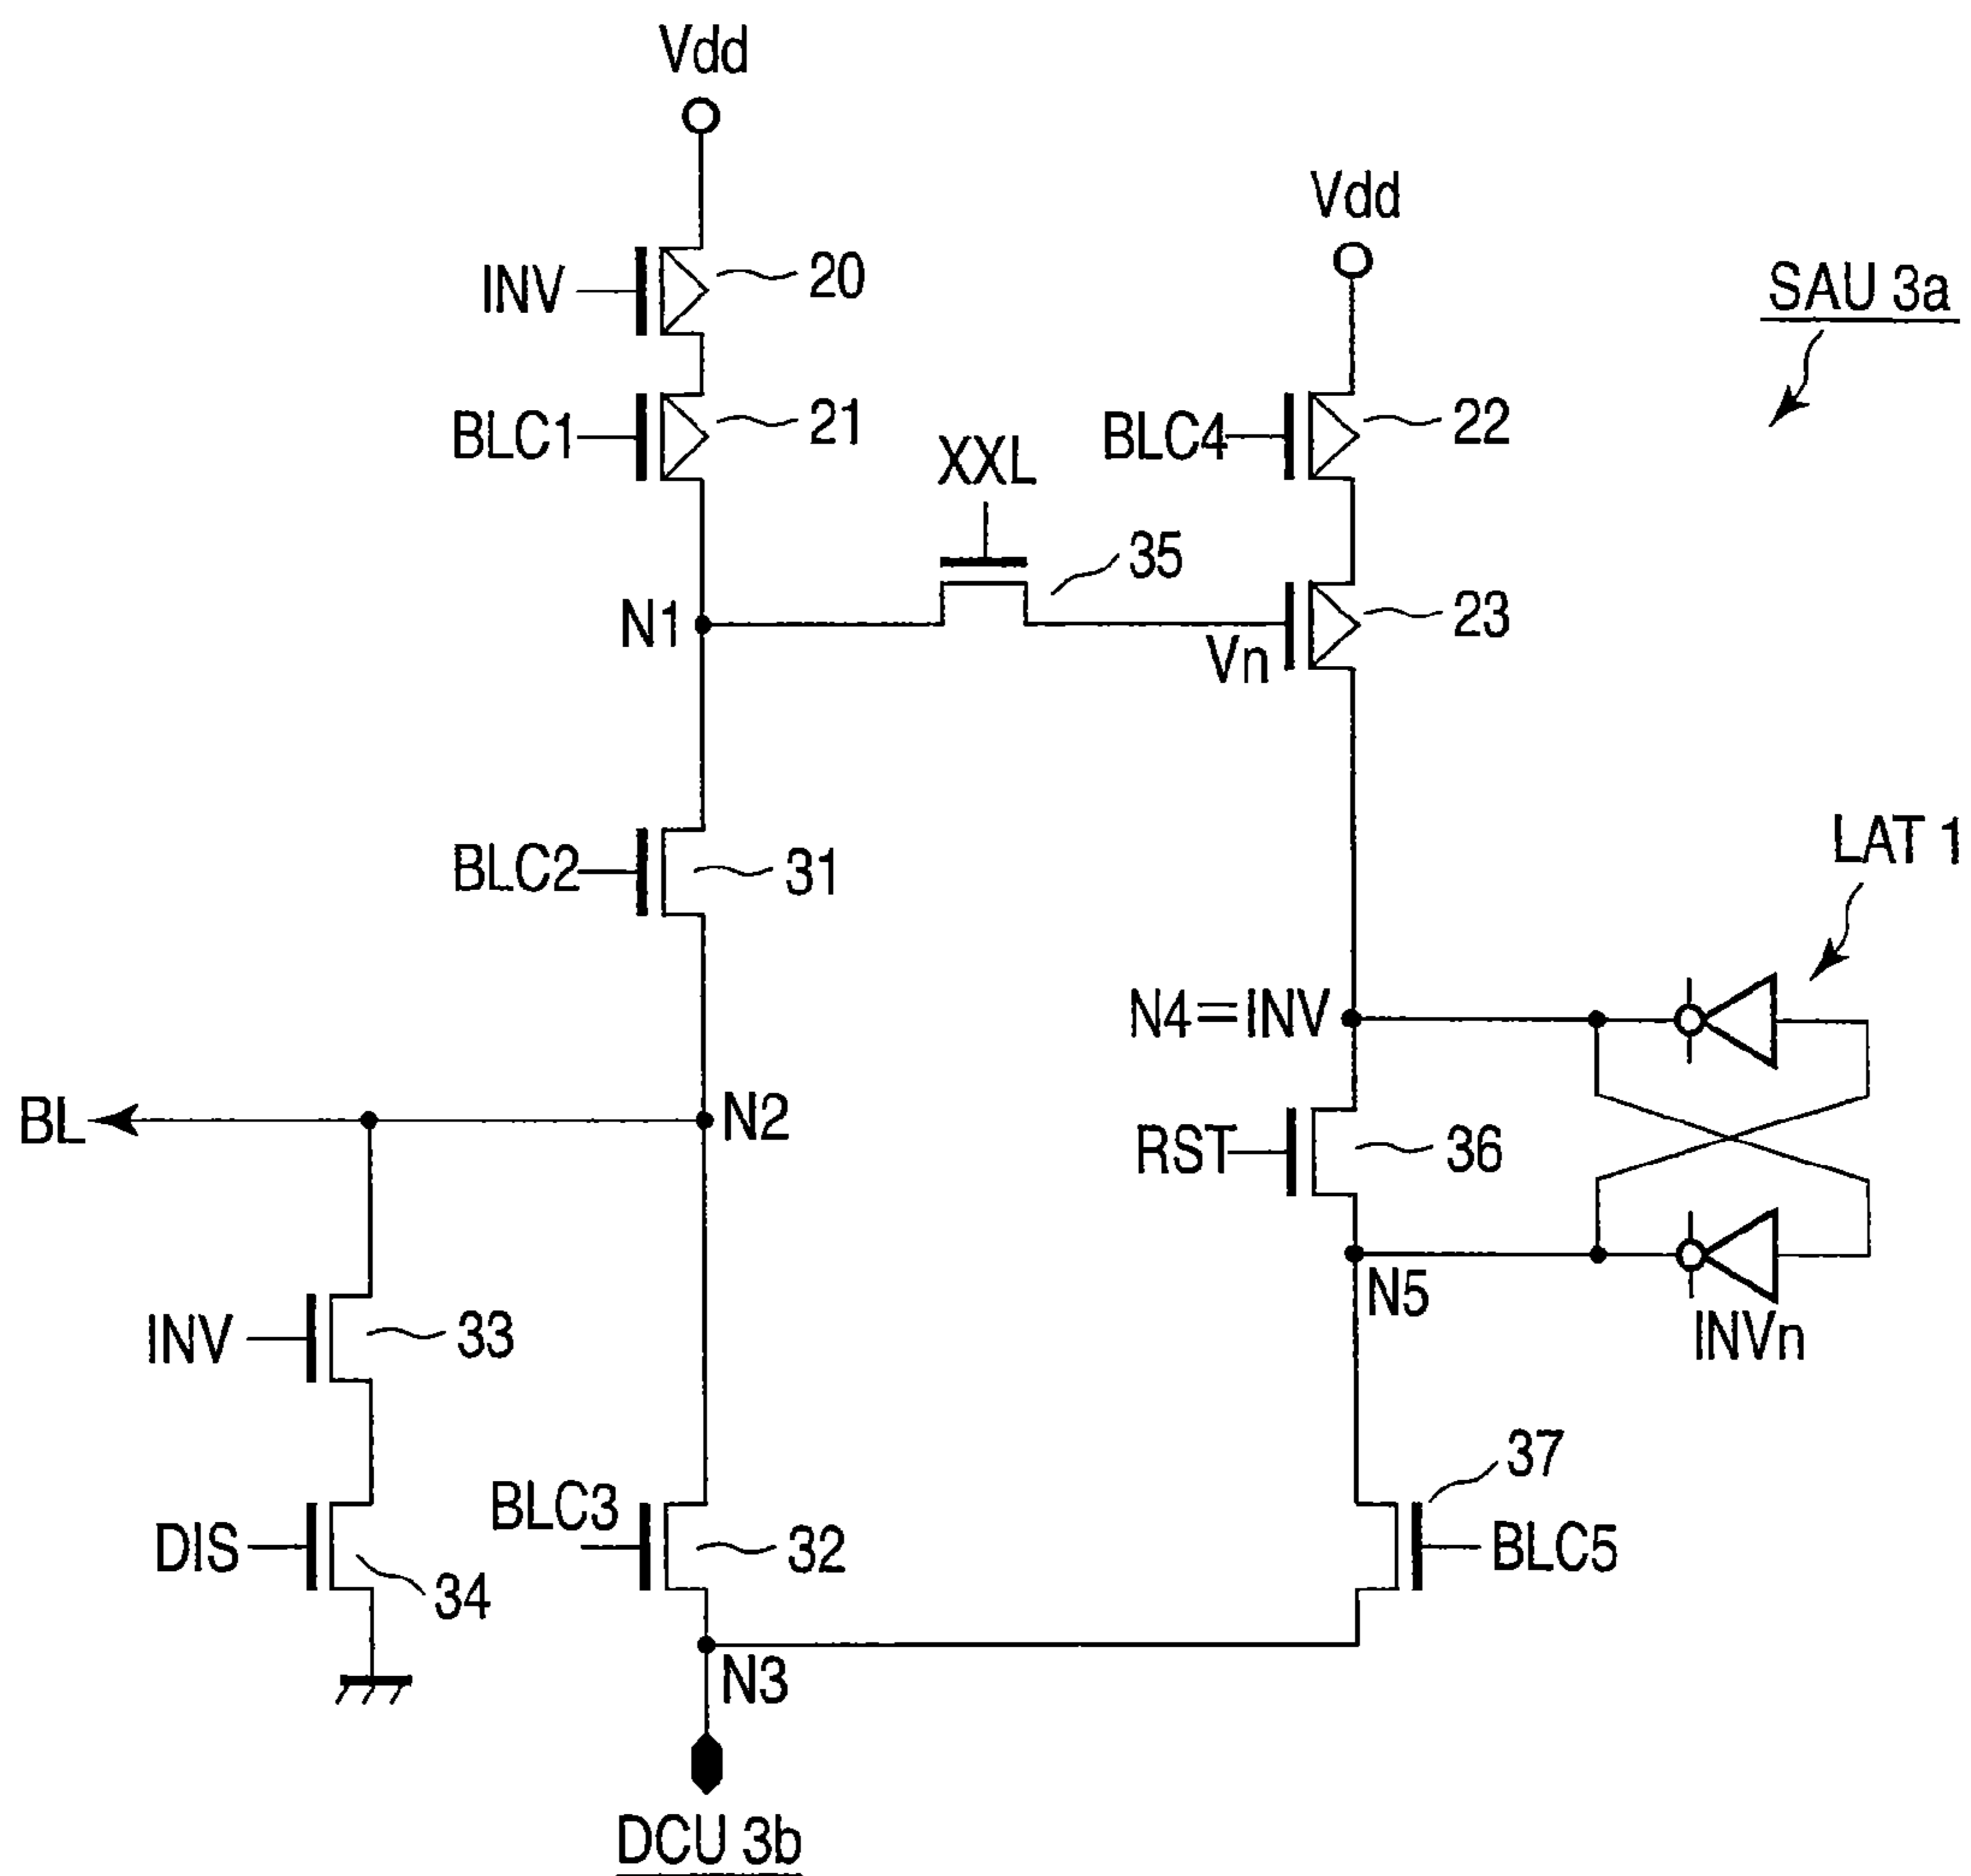 Vdd
Vdd
INV
20
SAU 3a
BLC1
21
XXL
BLC4
22
35
N1
Vn
23
BLC2
31
LAT 1
N4=INV
BL
N2
RST
36
N5
INV
33
INVn
37
BLC3
DIS
32
BLC5
34
N3
DCU 3b